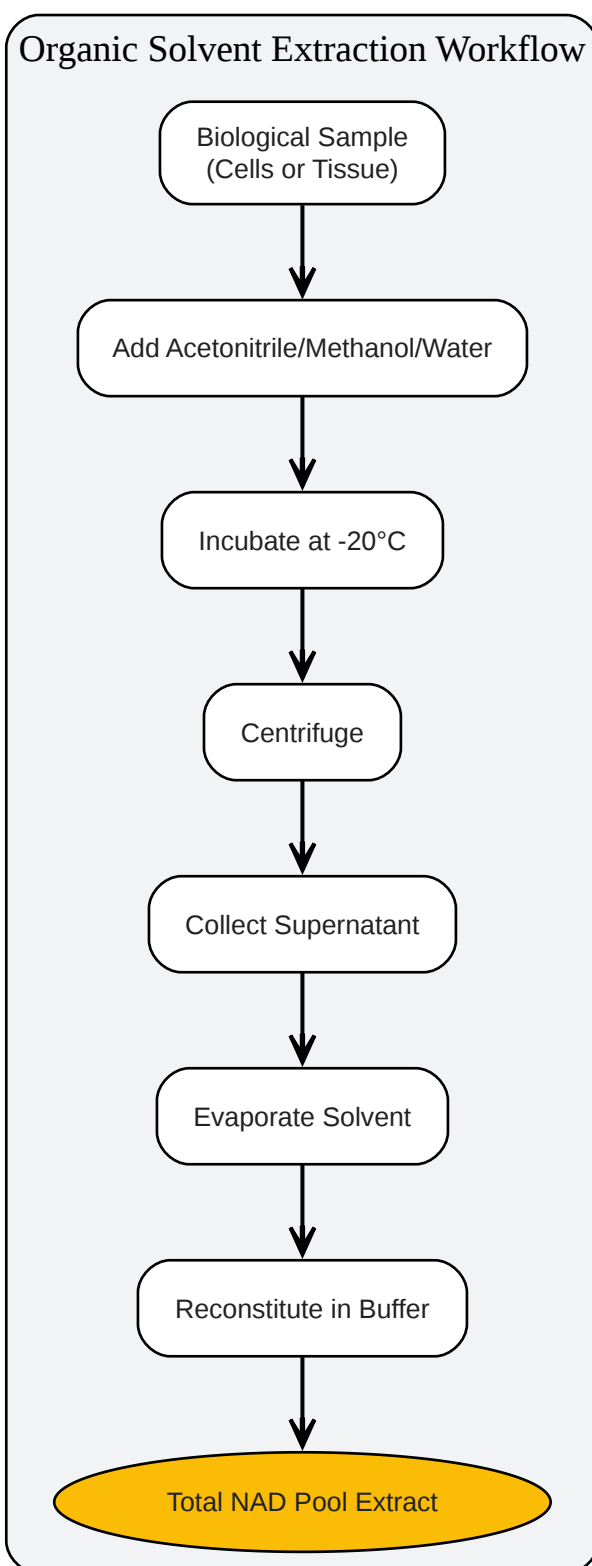 Organic Solvent Extraction Workflow
Biological Sample
(Cells or Tissue)
Add Acetonitrile/Methanol/Water
Incubate at -20°C
Centrifuge
Collect Supernatant
Evaporate Solvent
Reconstitute in Buffer
Total NAD Pool Extract